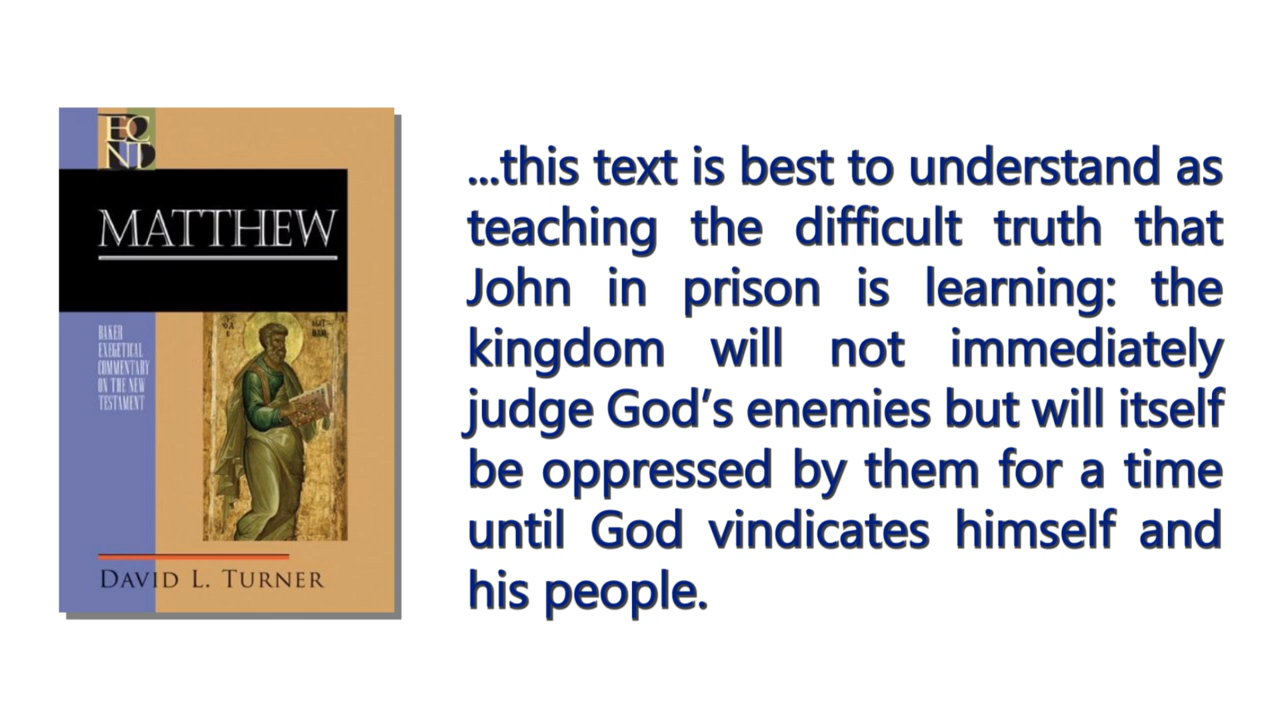 BECNT
MATTHEW
BAKER
EXEGETICAL
COMMENTARY
ON THE NEW
TESTAMENT
DAVID L. TURNER
...this text is best to understand as
teaching the difficult truth that
John in prison is learning: the
kingdom will not immediately
judge God’s enemies but will itself
be oppressed by them for a time
until God vindicates himself and
his people.